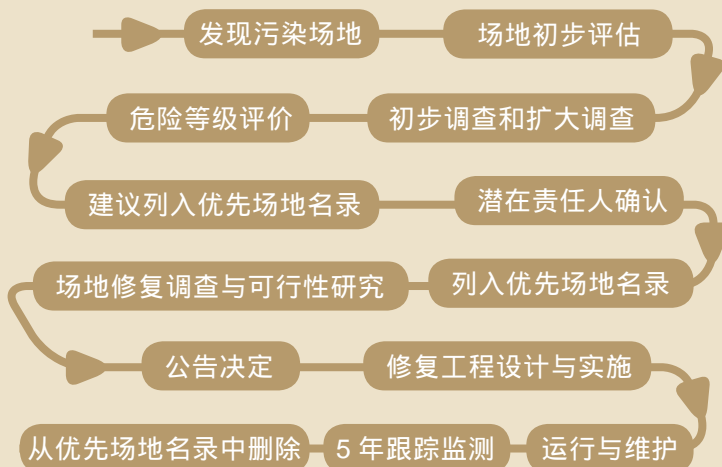 发现污染场地
场地初步评估
初步调查和扩大调查
危险等级评价
建议列入优先场地名录
潜在责任人确认
列入优先场地名录
场地修复调查与可行性研究
公告决定
修复工程设计与实施
运行与维护
5 年跟踪监测
从优先场地名录中删除